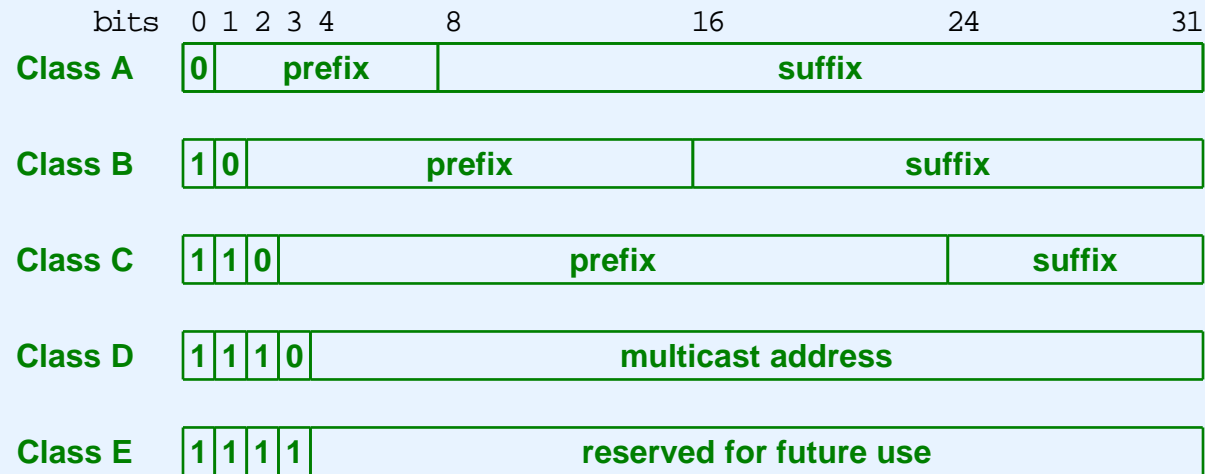 bits 0 1 2 3 4 8 16 24 31
Class A 0 prefix suffix
Class B 1 0 prefix suffix
Class C 1 1 0 prefix suffix
Class D 1 1 1 0 multicast address
Class E 1 1 1 1 reserved for future use